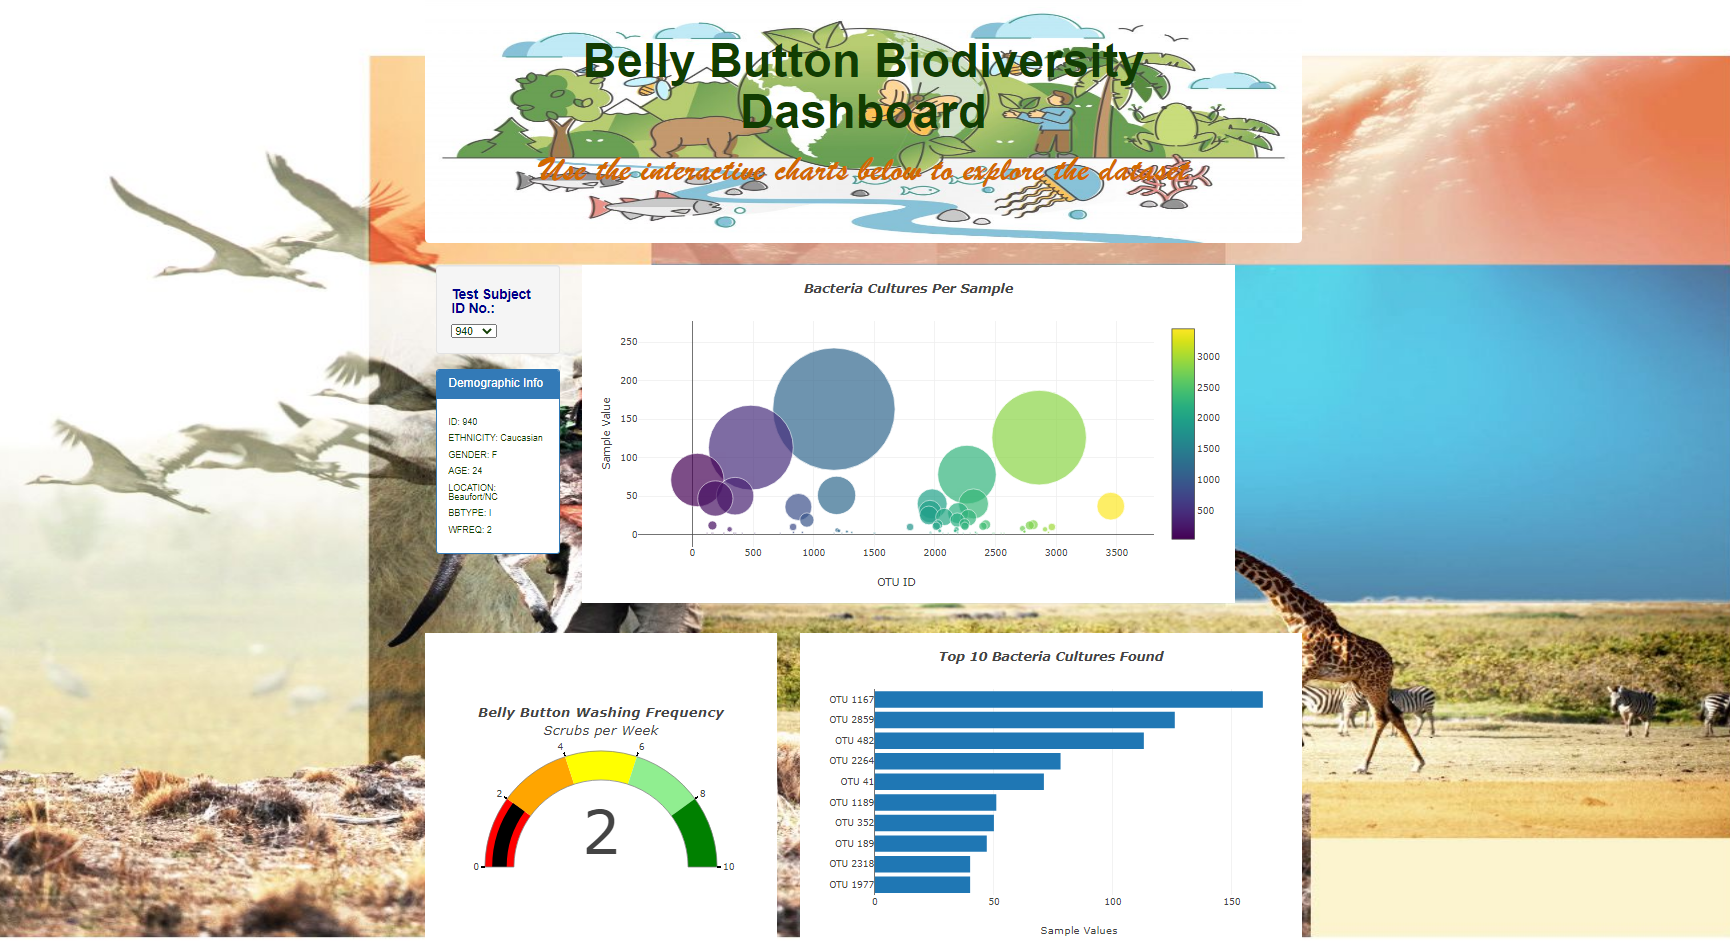 Belly Button Biodiversity
Dashboard
Use the interactive charts below to explore the dataset
Test Subject
ID No.:
940
Demographic Info
ID: 940
ETHNICITY: Caucasian
GENDER: F
AGE: 24
LOCATION:
Beaufort/NC
BBTYPE: I
WFREQ: 2
Bacteria Cultures Per Sample
Sample Value
250
200
150
100
50
0
0 500 1000 1500 2000 2500 3000 3500
OTU ID
3000
2500
2000
1500
1000
500
Belly Button Washing Frequency
Scrubs per Week
0
2
4
6
8
10
2
Top 10 Bacteria Cultures Found
OTU 1167
OTU 2859
OTU 482
OTU 2264
OTU 41
OTU 1189
OTU 352
OTU 189
OTU 2318
OTU 1977
0 50 100 150
Sample Values